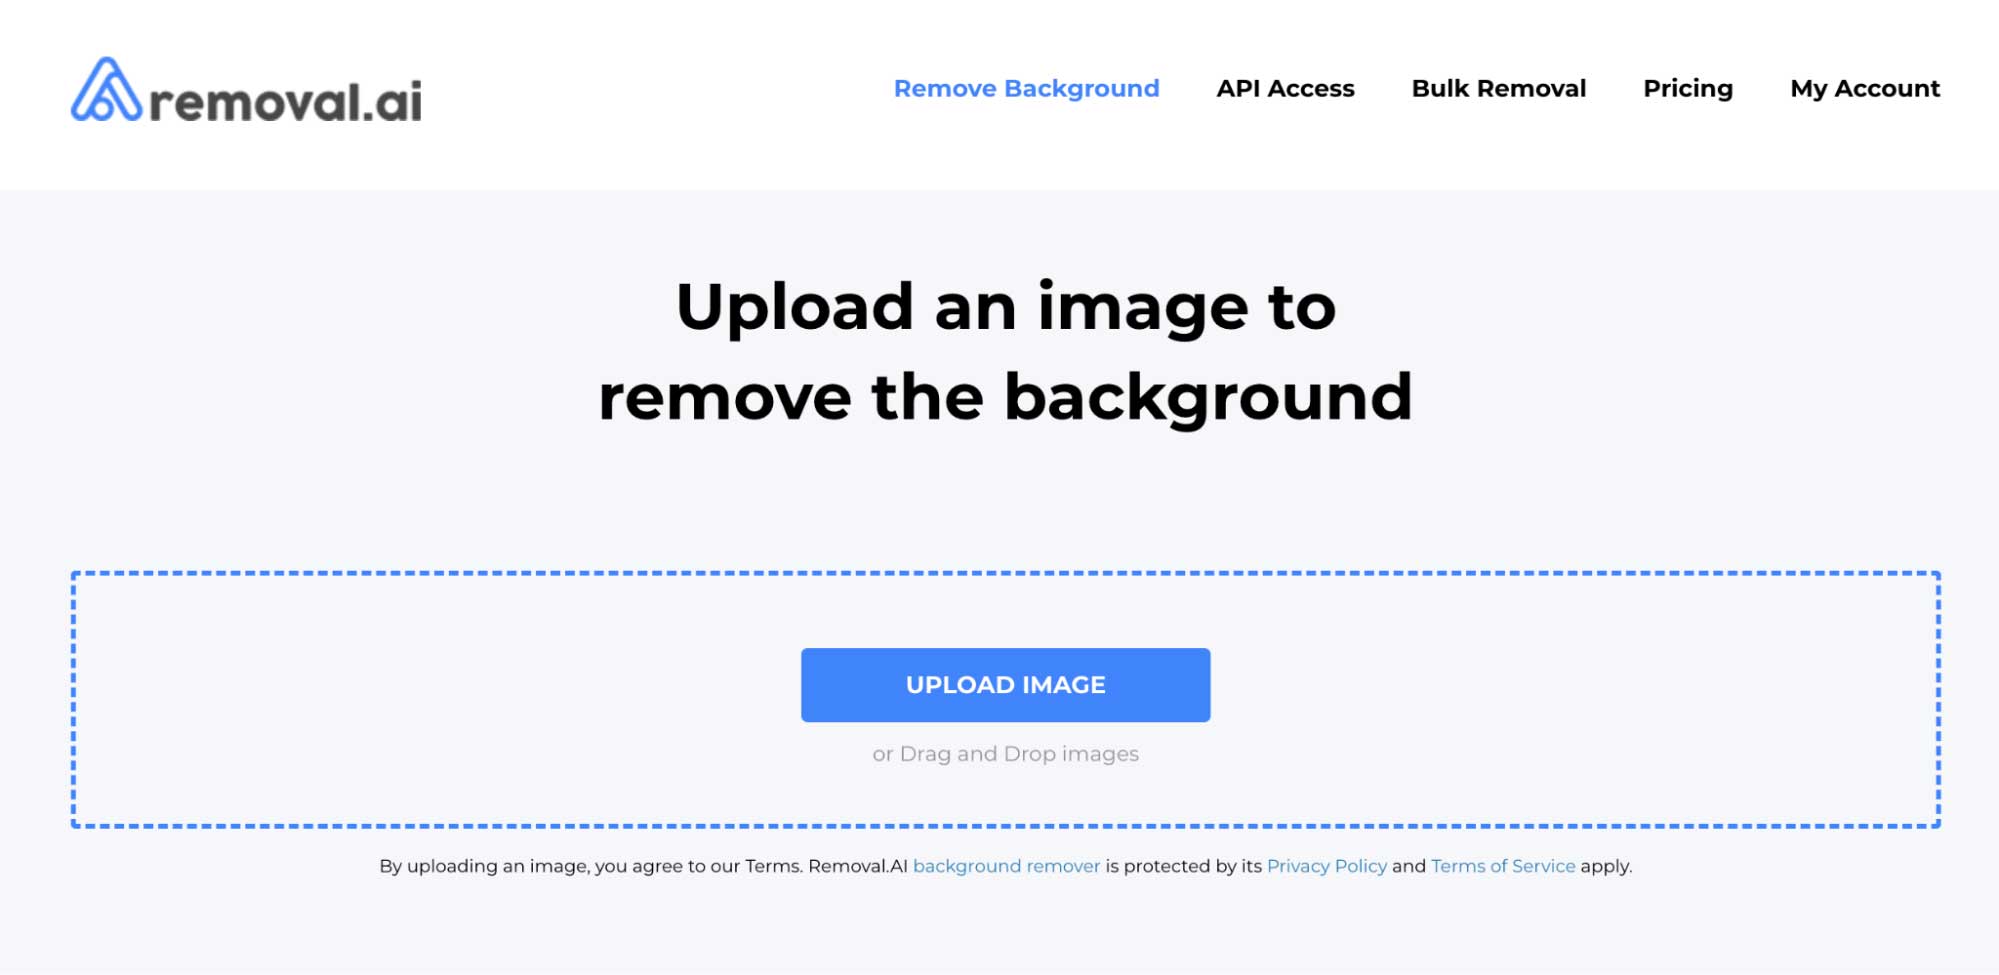 removal.ai
Remove Background API Access Bulk Removal Pricing My Account
Upload an image to
remove the background
UPLOAD IMAGE
or Drag and Drop images
By uploading an image, you agree to our Terms. Removal.AI background remover is protected by its Privacy Policy and Terms of Service apply.